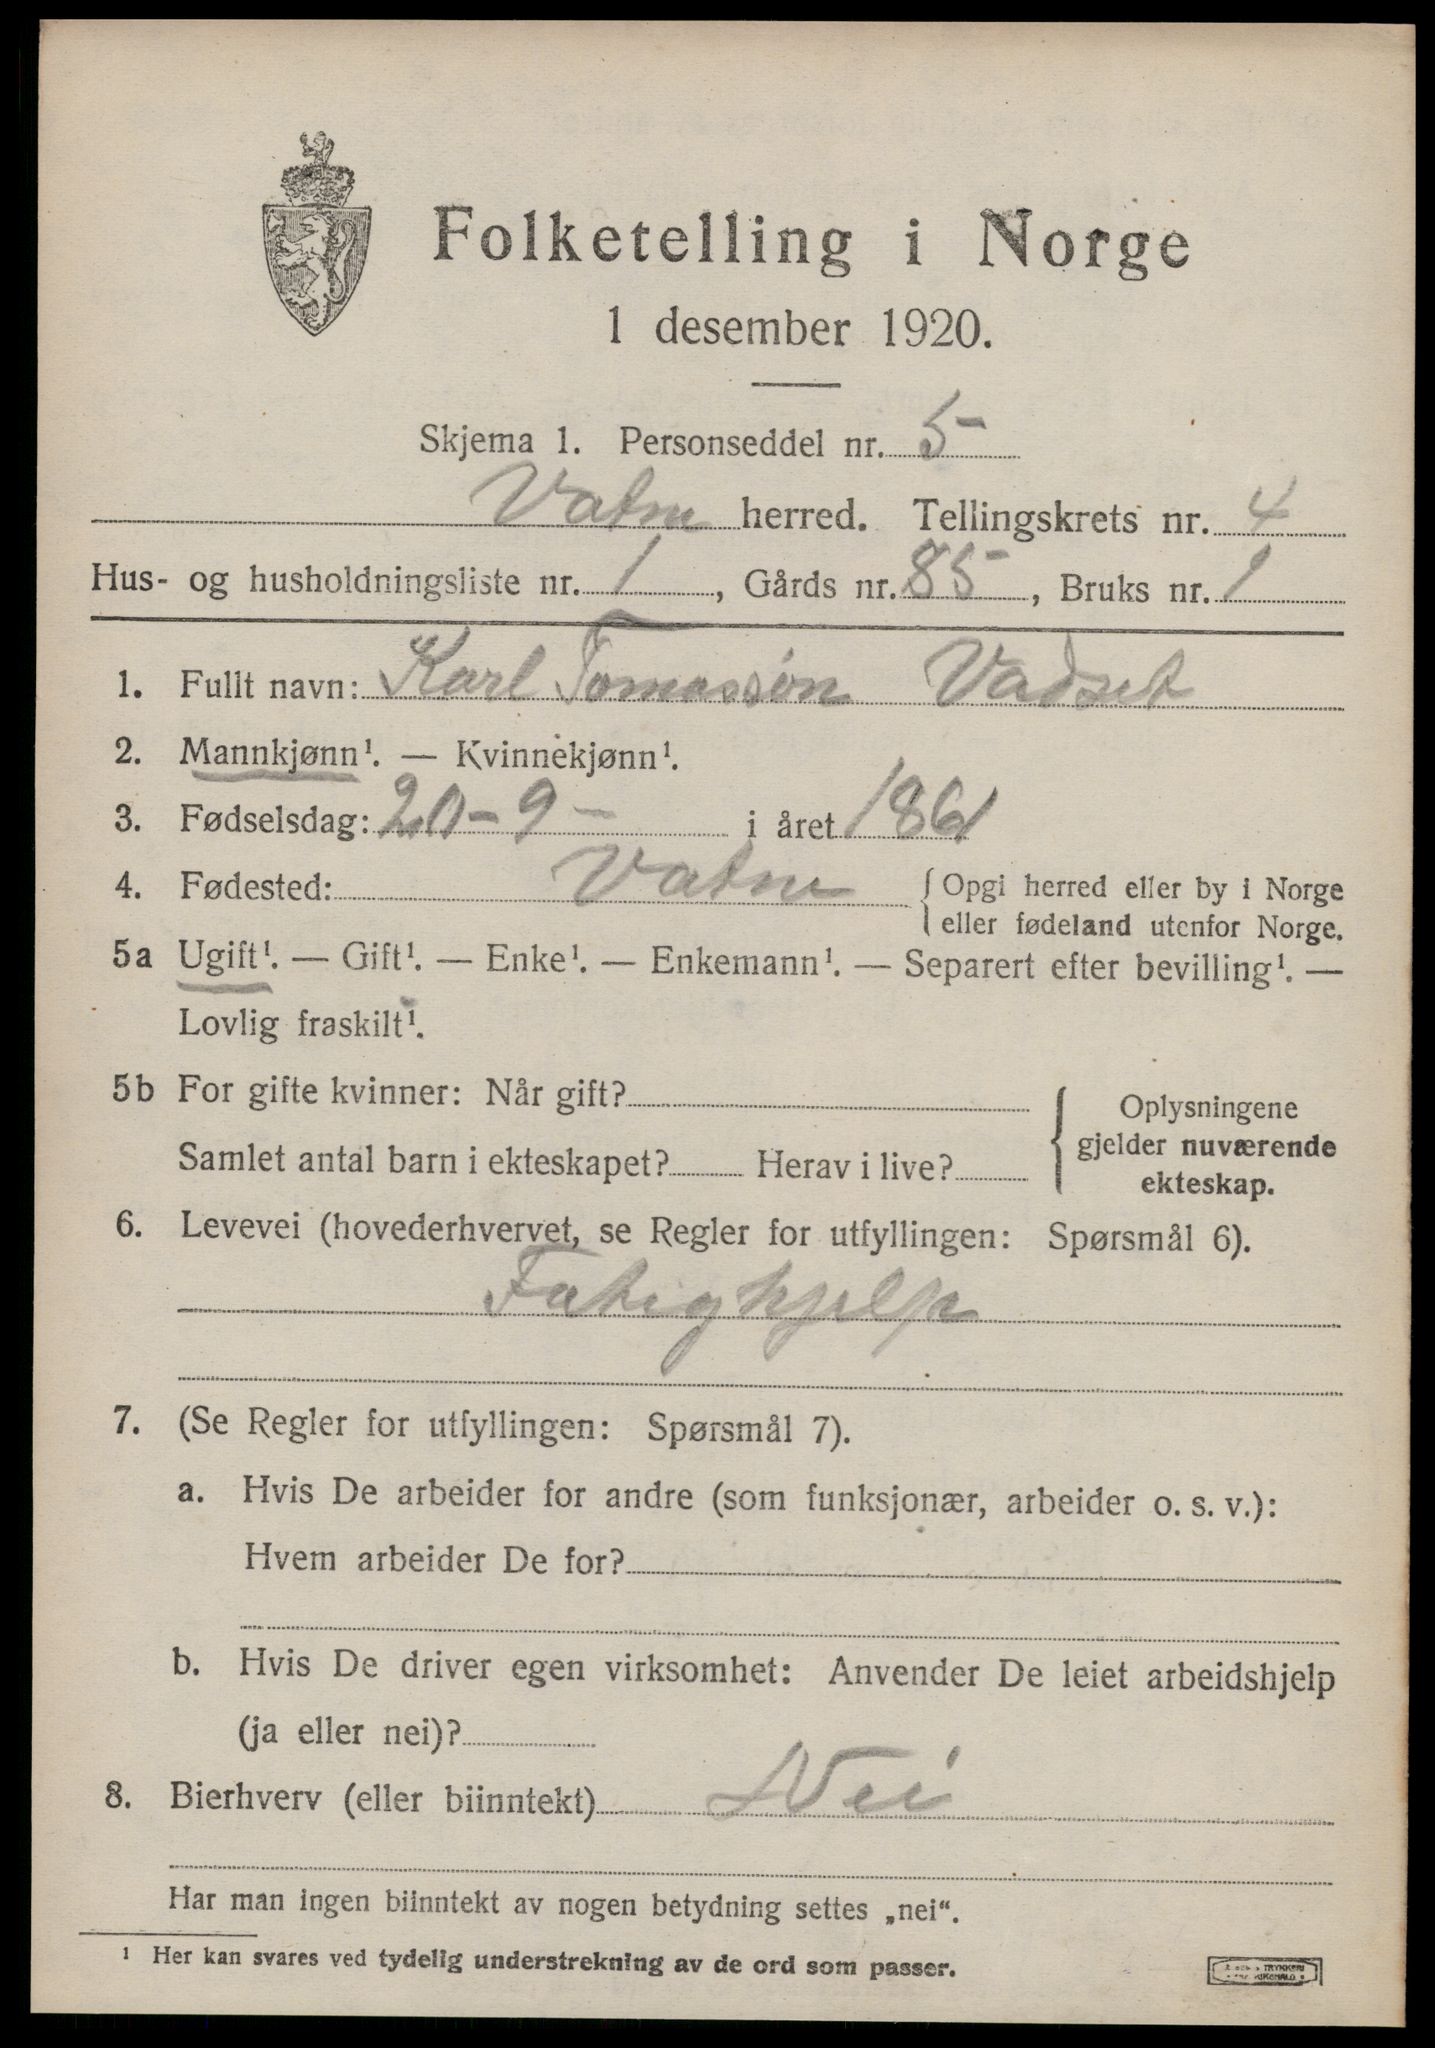 Folketelling i Norge
1 desember 1920.
Skjema 1. Personseddel nr. 5
Vatne herred. Tellingskrets nr. 4
Hus- og husholdningsliste nr. 1, Gårds nr. 85, Bruks nr. 1
1. Fullt navn: Karl Tomassøn Vadset
2. Mannkjønn¹. — Kvinnekjønn¹.
3. Fødselsdag: 20-9- i året 1861
4. Fødested: Vatne { Opgi herred eller by i Norge
eller fødeland utenfor Norge.
5a Ugift¹. — Gift¹. — Enke¹. — Enkemann¹. — Separert efter bevilling¹. —
Lovlig fraskilt¹.
5b For gifte kvinner: Når gift?
Samlet antal barn i ekteskapet? Herav i live?
Oplysningene
gjelder nuværende
ekteskap.
6. Levevei (hovederhvervet, se Regler for utfyllingen: Spørsmål 6).
Fatighjelp
7. (Se Regler for utfyllingen: Spørsmål 7).
a. Hvis De arbeider for andre (som funksjonær, arbeider o. s. v.):
Hvem arbeider De for?
b. Hvis De driver egen virksomhet: Anvender De leiet arbeidshjelp
(ja eller nei)?
8. Bierhverv (eller biinntekt) Nei
Har man ingen biinntekt av nogen betydning settes „nei“.
¹ Her kan svares ved tydelig understrekning av de ord som passer.